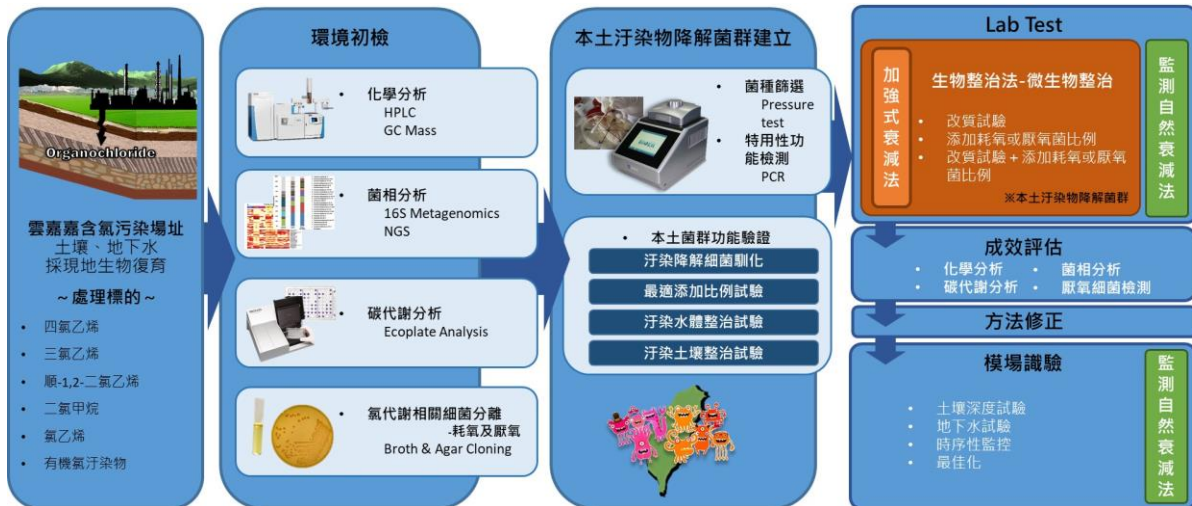 Organochloride
雲嘉嘉含氯污染場址
土壤、地下水
採現地生物復育
～處理標的～
• 四氯乙烯
• 三氯乙烯
• 順-1,2-二氯乙烯
• 二氯甲烷
• 氯乙烯
• 有機氯汙染物
環境初檢
• 化學分析
HPLC
GC Mass
• 菌相分析
16S Metagenomics
NGS
• 碳代謝分析
Ecoplate Analysis
• 氯代謝相關細菌分離
-耗氧及厭氧
Broth & Agar Cloning
本土汙染物降解菌群建立
• 菌種篩選
Pressure
test
• 特用性功
能檢測
PCR
• 本土菌群功能驗證
汙染降解細菌馴化
最適添加比例試驗
汙染水體整治試驗
汙染土壤整治試驗
Lab Test
加強式衰減法
生物整治法-微生物整治
• 改質試驗
• 添加耗氧或厭氧菌比例
• 改質試驗 + 添加耗氧或厭氧
菌比例
※本土汙染物降解菌群
監測自然衰減法
成效評估
• 化學分析 • 菌相分析
• 碳代謝分析 • 厭氧細菌檢測
方法修正
模場識驗
• 土壤深度試驗
• 地下水試驗
• 時序性監控
• 最佳化
監測自然衰減法